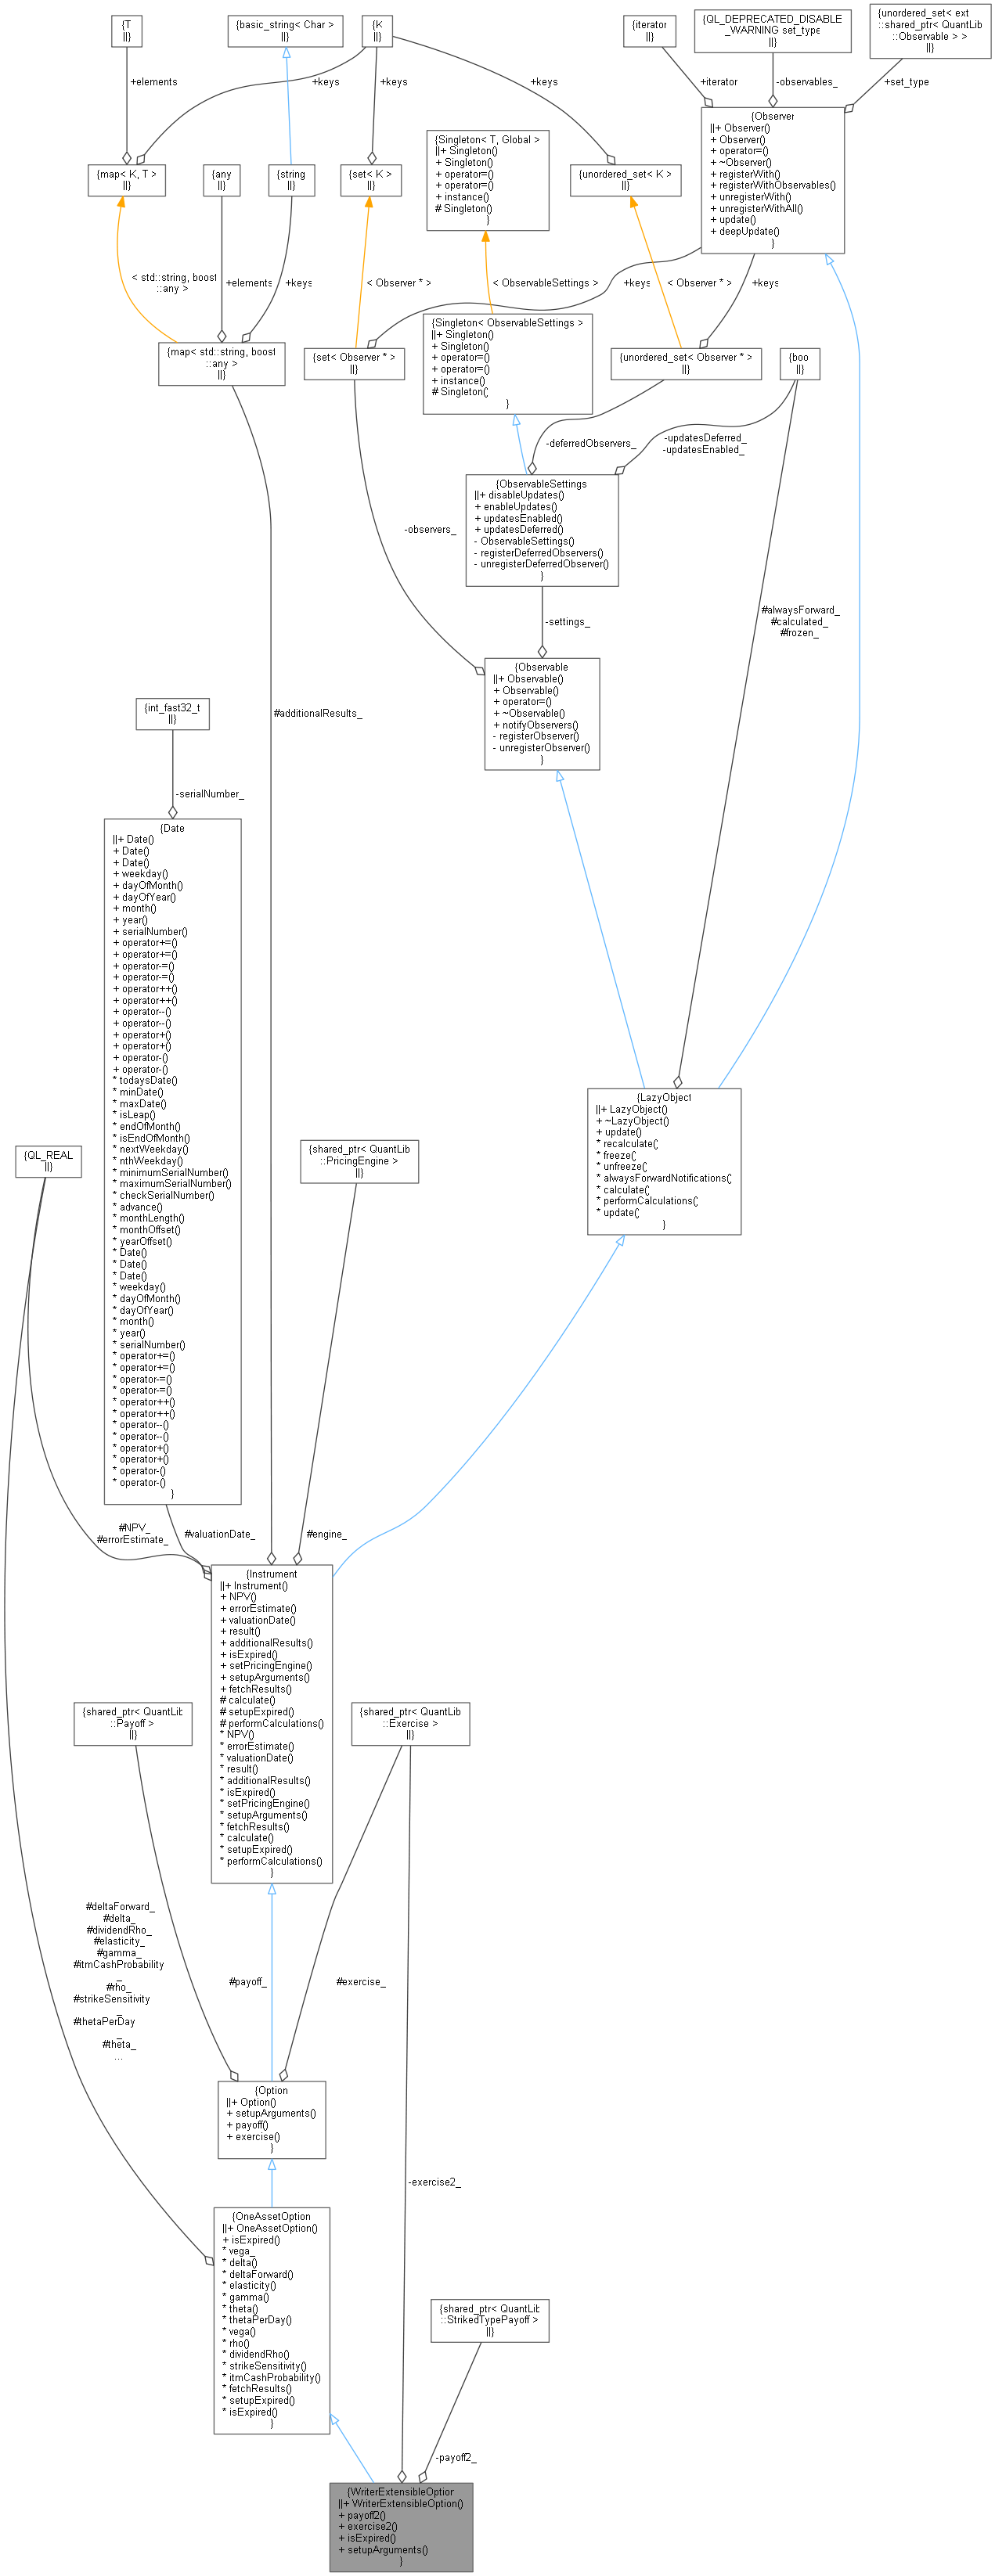 {T
||}
{basic_string< Char >
||}
{K
||}
{iterator
||}
{QL_DEPRECATED_DISABLE
_WARNING set_type
||}
{unordered_set< ext
::shared_ptr< QuantLib
::Observable > >
||}
+elements
+keys
+keys
+keys
+iterator
-observables_
+set_type
{map< K, T >
||}
{any
||}
{string
||}
{set< K >
||}
{Singleton< T, Global >
||+ Singleton()
+ Singleton()
+ operator=()
+ operator=()
+ instance()
# Singleton()
}
{unordered_set< K >
||}
{Observer
||+ Observer()
+ Observer()
+ operator=()
+ ~Observer()
+ registerWith()
+ registerWithObservables()
+ unregisterWith()
+ unregisterWithAll()
+ update()
+ deepUpdate()
}
< std::string, boost
::any >
+elements
+keys
< Observer * >
< ObservableSettings >
+keys
< Observer * >
+keys
{map< std::string, boost
::any >
||}
{set< Observer * >
||}
{Singleton< ObservableSettings >
||+ Singleton()
+ Singleton()
+ operator=()
+ operator=()
+ instance()
# Singleton()
}
{unordered_set< Observer * >
||}
{boo
||}
-deferredObservers_
-updatesDeferred_
-updatesEnabled_
{ObservableSettings
||+ disableUpdates()
+ enableUpdates()
+ updatesEnabled()
+ updatesDeferred()
- ObservableSettings()
- registerDeferredObservers()
- unregisterDeferredObserver()
}
-observers_
-settings_
#alwaysForward_
#calculated_
#frozen_
{Observable
||+ Observable()
+ Observable()
+ operator=()
+ ~Observable()
+ notifyObservers()
- registerObserver()
- unregisterObserver()
}
{int_fast32_t
||}
#additionalResults_
-serialNumber_
{Date
||+ Date()
+ Date()
+ Date()
+ weekday()
+ dayOfMonth()
+ dayOfYear()
+ month()
+ year()
+ serialNumber()
+ operator+=()
+ operator+=()
+ operator-=()
+ operator-=()
+ operator++()
+ operator++()
+ operator--()
+ operator--()
+ operator+()
+ operator+()
+ operator-()
+ operator-()
* todaysDate()
* minDate()
* maxDate()
* isLeap()
* endOfMonth()
* isEndOfMonth()
* nextWeekday()
* nthWeekday()
* minimumSerialNumber()
* maximumSerialNumber()
* checkSerialNumber()
* advance()
* monthLength()
* monthOffset()
* yearOffset()
* Date()
* Date()
* Date()
* weekday()
* dayOfMonth()
* dayOfYear()
* month()
* year()
* serialNumber()
* operator+=()
* operator+=()
* operator-=()
* operator-=()
* operator++()
* operator++()
* operator--()
* operator--()
* operator+()
* operator+()
* operator-()
* operator-()
}
{QL_REAL
||}
{shared_ptr< QuantLib
::PricingEngine >
||}
{LazyObject
||+ LazyObject()
+ ~LazyObject()
+ update()
* recalculate()
* freeze()
* unfreeze()
* alwaysForwardNotifications()
* calculate()
* performCalculations()
* update()
}
#NPV_
#errorEstimate_
#valuationDate_
#engine_
{Instrument
||+ Instrument()
+ NPV()
+ errorEstimate()
+ valuationDate()
+ result()
+ additionalResults()
+ isExpired()
+ setPricingEngine()
+ setupArguments()
+ fetchResults()
# calculate()
# setupExpired()
# performCalculations()
* NPV()
* errorEstimate()
* valuationDate()
* result()
* additionalResults()
* isExpired()
* setPricingEngine()
* setupArguments()
* fetchResults()
* calculate()
* setupExpired()
* performCalculations()
}
{shared_ptr< QuantLib
::Payoff >
||}
{shared_ptr< QuantLib
::Exercise >
||}
#deltaForward_
#delta_
#dividendRho_
#elasticity_
#gamma_
#itmCashProbability
_
#rho_
#strikeSensitivity
_
#thetaPerDay
_
#theta_
...
#payoff_
#exercise_
{Option
||+ Option()
+ setupArguments()
+ payoff()
+ exercise()
}
-exercise2_
{OneAssetOption
||+ OneAssetOption()
+ isExpired()
* vega_
* delta()
* deltaForward()
* elasticity()
* gamma()
* theta()
* thetaPerDay()
* vega()
* rho()
* dividendRho()
* strikeSensitivity()
* itmCashProbability()
* fetchResults()
* setupExpired()
* isExpired()
}
{shared_ptr< QuantLib
::StrikedTypePayoff >
||}
-payoff2_
{WriterExtensibleOption
||+ WriterExtensibleOption()
+ payoff2()
+ exercise2()
+ isExpired()
+ setupArguments()
}